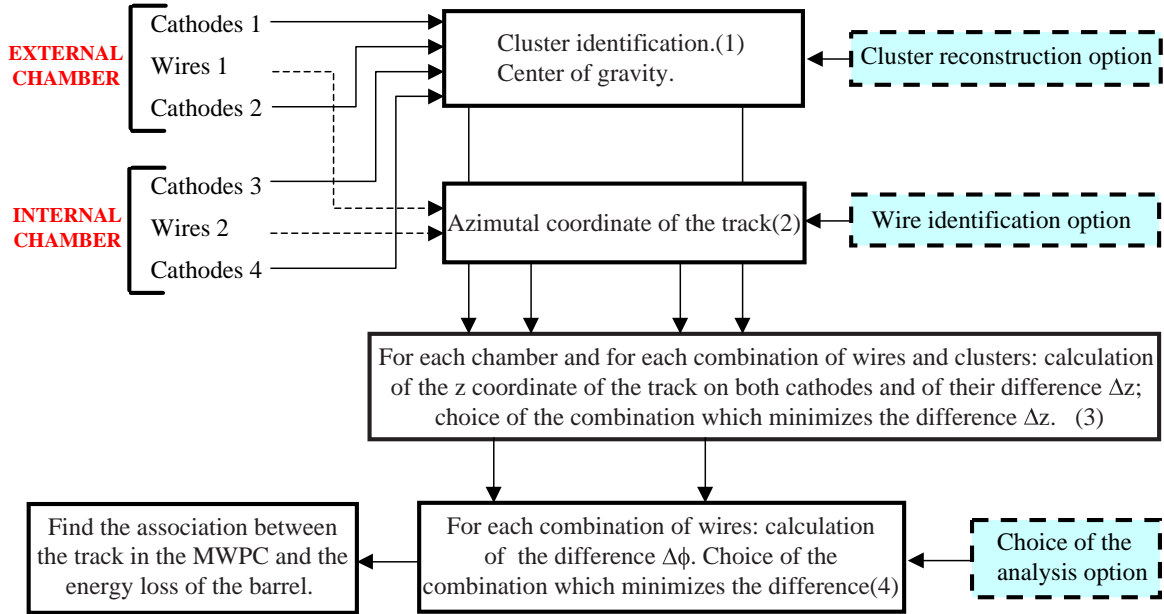 EXTERNAL
CHAMBER
Cathodes 1
Wires 1
Cathodes 2
INTERNAL
CHAMBER
Cathodes 3
Wires 2
Cathodes 4
Cluster identification.(1)
Center of gravity.
Cluster reconstruction option
Azimutal coordinate of the track(2)
Wire identification option
For each chamber and for each combination of wires and clusters: calculation
of the z coordinate of the track on both cathodes and of their difference Δz;
choice of the combination which minimizes the difference Δz. (3)
For each combination of wires: calculation
of the difference Δϕ. Choice of the
combination which minimizes the difference(4)
Choice of the
analysis option
Find the association between
the track in the MWPC and the
energy loss of the barrel.